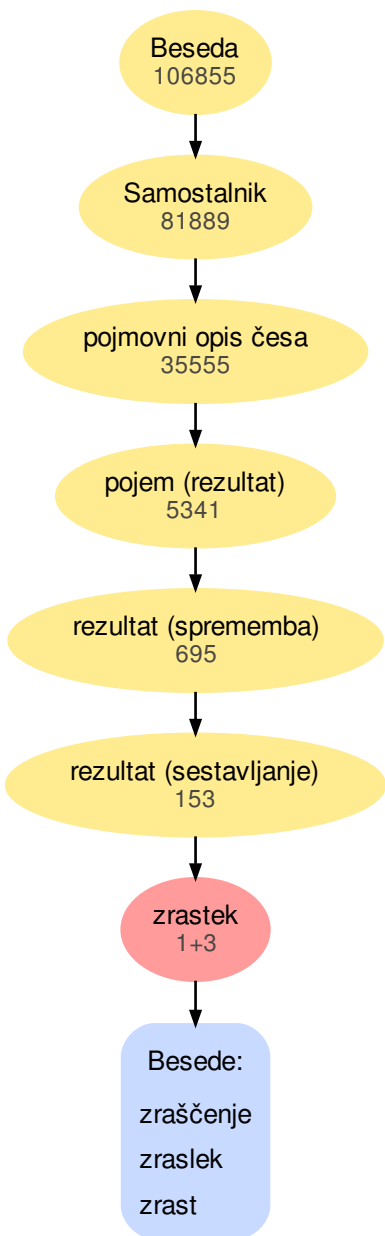 Beseda
106855
Samostalnik
81889
pojmovni opis česa
35555
pojem (rezultat)
5341
rezultat (sprememba)
695
rezultat (sestavljanje)
153
zrastek
1+3
Besede:
zraščenje
zraslek
zrast